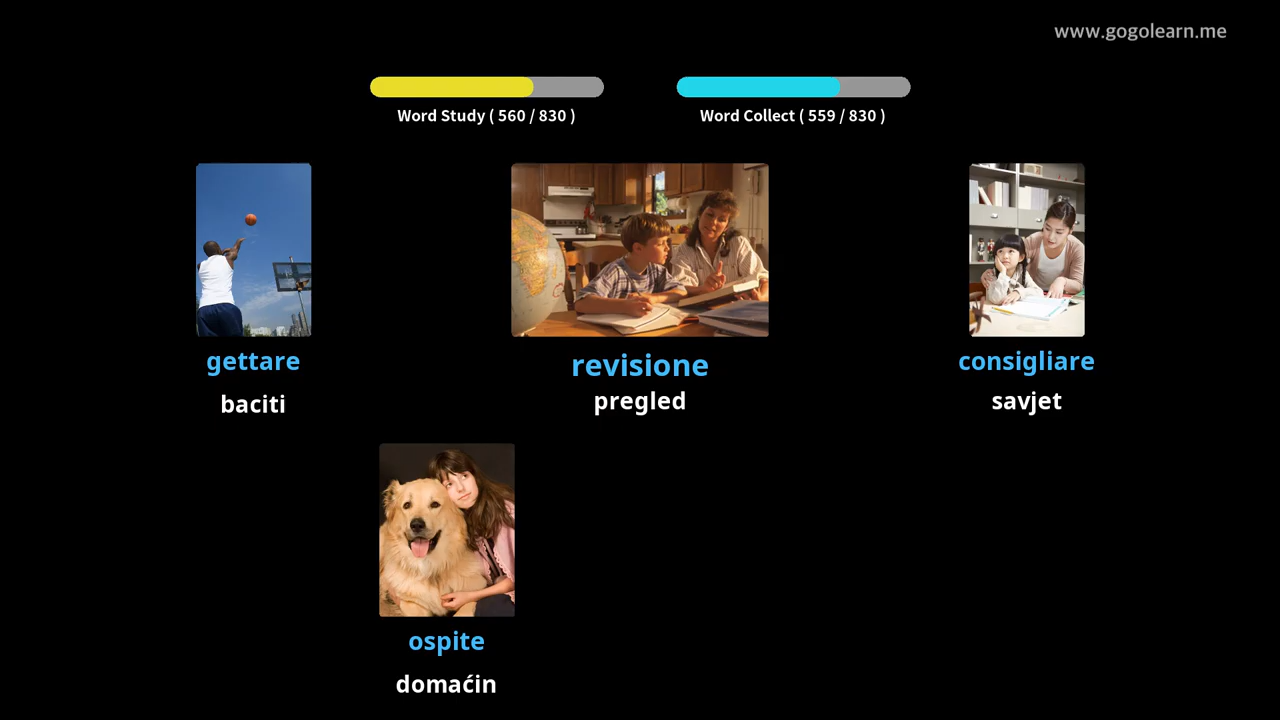 www.gogolearn.me
Word Study ( 560 / 830 )
Word Collect ( 559 / 830 )
gettare
baciti
revisione
pregled
consigliare
savjet
ospite
domaćin